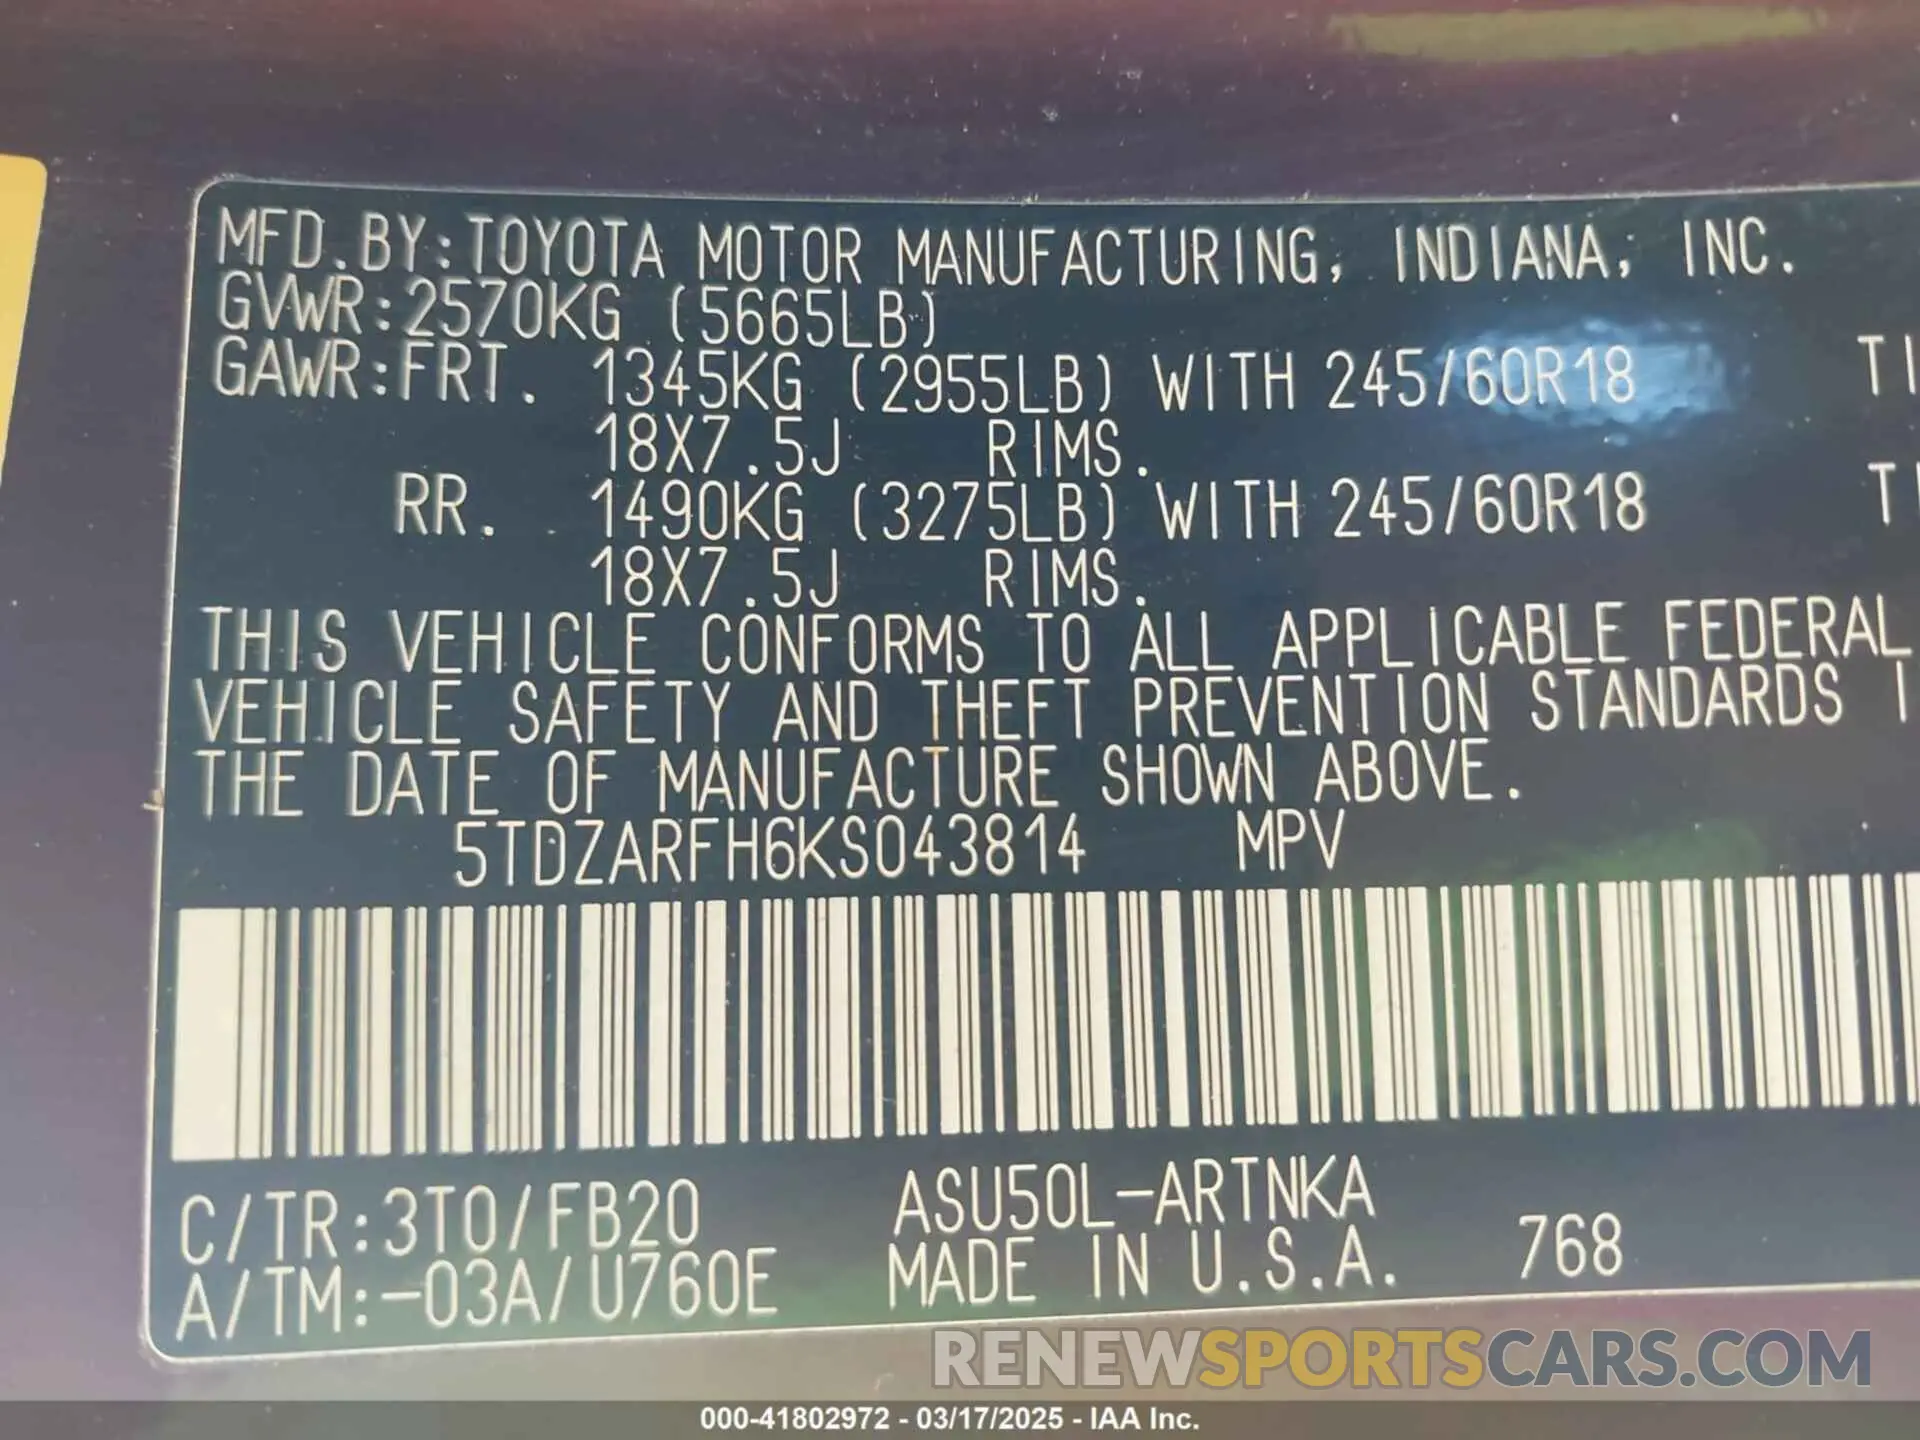 MFD.BY:TOYOTA MOTOR MANUFACTURING, INDIANA, INC.
GVWR:2570KG (5665LB)
GAWR:FRT. 1345KG (2955LB) WITH 245/60R18 TI
18X7.5J RIMS.
RR. 1490KG (3275LB) WITH 245/60R18 TI
18X7.5J RIMS.
THIS VEHICLE CONFORMS TO ALL APPLICABLE FEDERAL
VEHICLE SAFETY AND THEFT PREVENTION STANDARDS I
THE DATE OF MANUFACTURE SHOWN ABOVE.
5TDZARFH6KS043814 MPV
C/TR:3T0/FB20 ASU50L-ARTNKA
A/TM:-03A/U760E MADE IN U.S.A. 768
RENEWSPORTSCARS.COM
000-41802972 - 03/17/2025 - IAA Inc.